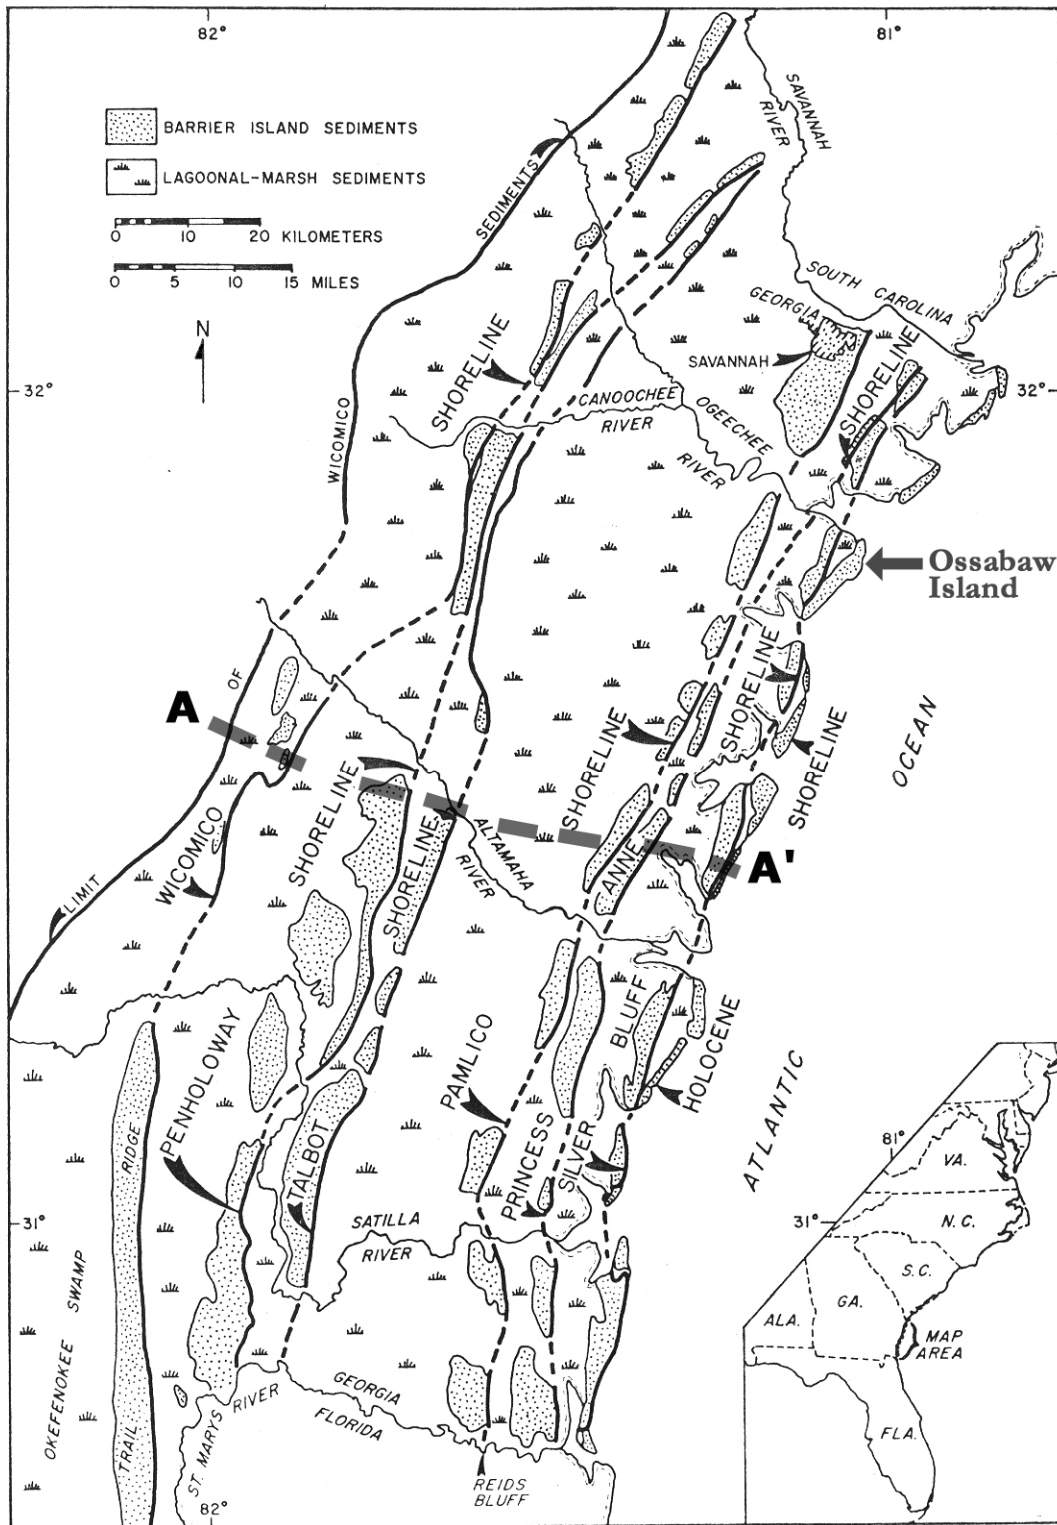 82°
81°
BARRIER ISLAND SEDIMENTS
LAGOONAL-MARSH SEDIMENTS
0 10 20 KILOMETERS
0 5 10 15 MILES
N
32°
32°
SAVANNAH
RIVER
SOUTH CAROLINA
GEORGIA
SAVANNAH
WICOMICO
SEDIMENTS
OF
LIMIT
SHORELINE
CANOOCHEE
RIVER
OGEECHEE
RIVER
SHORELINE
Ossabaw
Island
A
A'
WICOMICO
SHORELINE
SHORELINE
ALTAMAHA
RIVER
SHORELINE
ANNE
SHORELINE
SHORELINE
OCEAN
ATLANTIC
PENHOLOWAY
TALBOT
PAMLICO
PRINCESS
SILVER
BLUFF
HOLOCENE
RIDGE
TRAIL
OKEFENOKEE SWAMP
SATILLA
RIVER
31°
31°
ST. MARYS
RIVER
GEORGIA
FLORIDA
REIDS
BLUFF
82°
81°
VA.
N.C.
S.C.
GA.
ALA.
MAP
AREA
FLA.